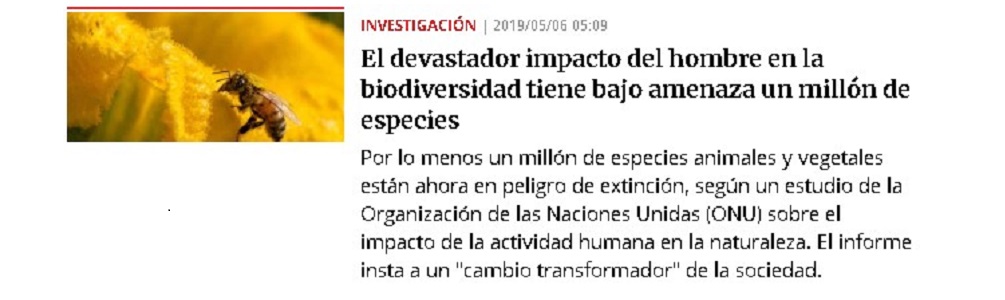 INVESTIGACIÓN | 2019/05/06 05:09
El devastador impacto del hombre en la
biodiversidad tiene bajo amenaza un millón de
especies
Por lo menos un millón de especies animales y vegetales
están ahora en peligro de extinción, según un estudio de la
Organización de las Naciones Unidas (ONU) sobre el
impacto de la actividad humana en la naturaleza. El informe
insta a un "cambio transformador" de la sociedad.